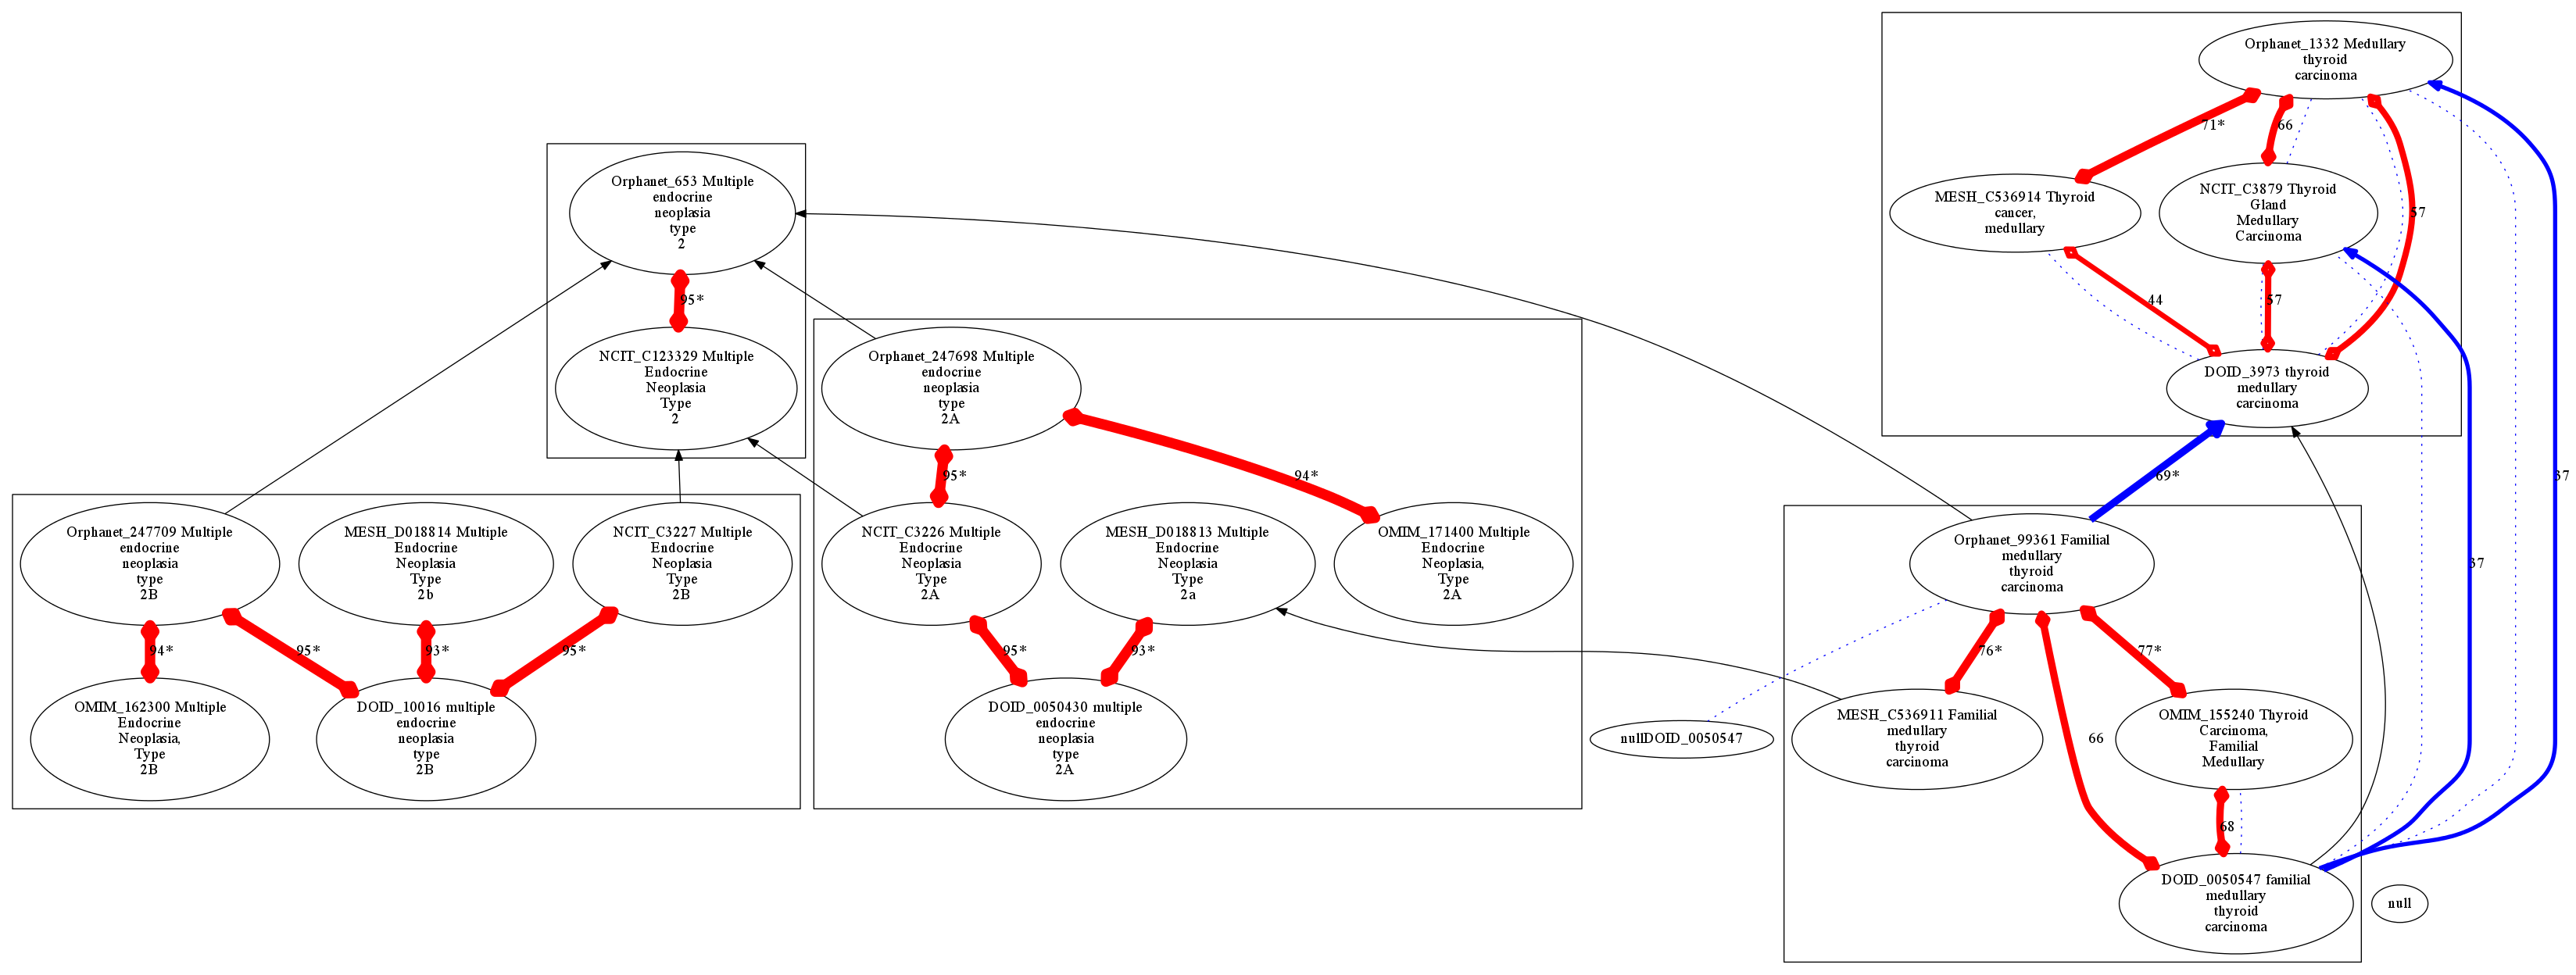 Orphanet_1332 Medullary
thyroid
carcinoma
71*
66
57
MESH_C536914 Thyroid
cancer,
medullary
NCIT_C3879 Thyroid
Gland
Medullary
Carcinoma
44
57
DOID_3973 thyroid
medullary
carcinoma
Orphanet_653 Multiple
endocrine
neoplasia
type
2
95*
NCIT_C123329 Multiple
Endocrine
Neoplasia
Type
2
Orphanet_247698 Multiple
endocrine
neoplasia
type
2A
95*
94*
69*
37
37
Orphanet_247709 Multiple
endocrine
neoplasia
type
2B
MESH_D018814 Multiple
Endocrine
Neoplasia
Type
2b
NCIT_C3227 Multiple
Endocrine
Neoplasia
Type
2B
NCIT_C3226 Multiple
Endocrine
Neoplasia
Type
2A
MESH_D018813 Multiple
Endocrine
Neoplasia
Type
2a
OMIM_171400 Multiple
Endocrine
Neoplasia,
Type
2A
Orphanet_99361 Familial
medullary
thyroid
carcinoma
94*
95*
93*
95*
95*
93*
76*
77*
66
OMIM_162300 Multiple
Endocrine
Neoplasia,
Type
2B
DOID_10016 multiple
endocrine
neoplasia
type
2B
DOID_0050430 multiple
endocrine
neoplasia
type
2A
nullDOID_0050547
MESH_C536911 Familial
medullary
thyroid
carcinoma
OMIM_155240 Thyroid
Carcinoma,
Familial
Medullary
68
DOID_0050547 familial
medullary
thyroid
carcinoma
null